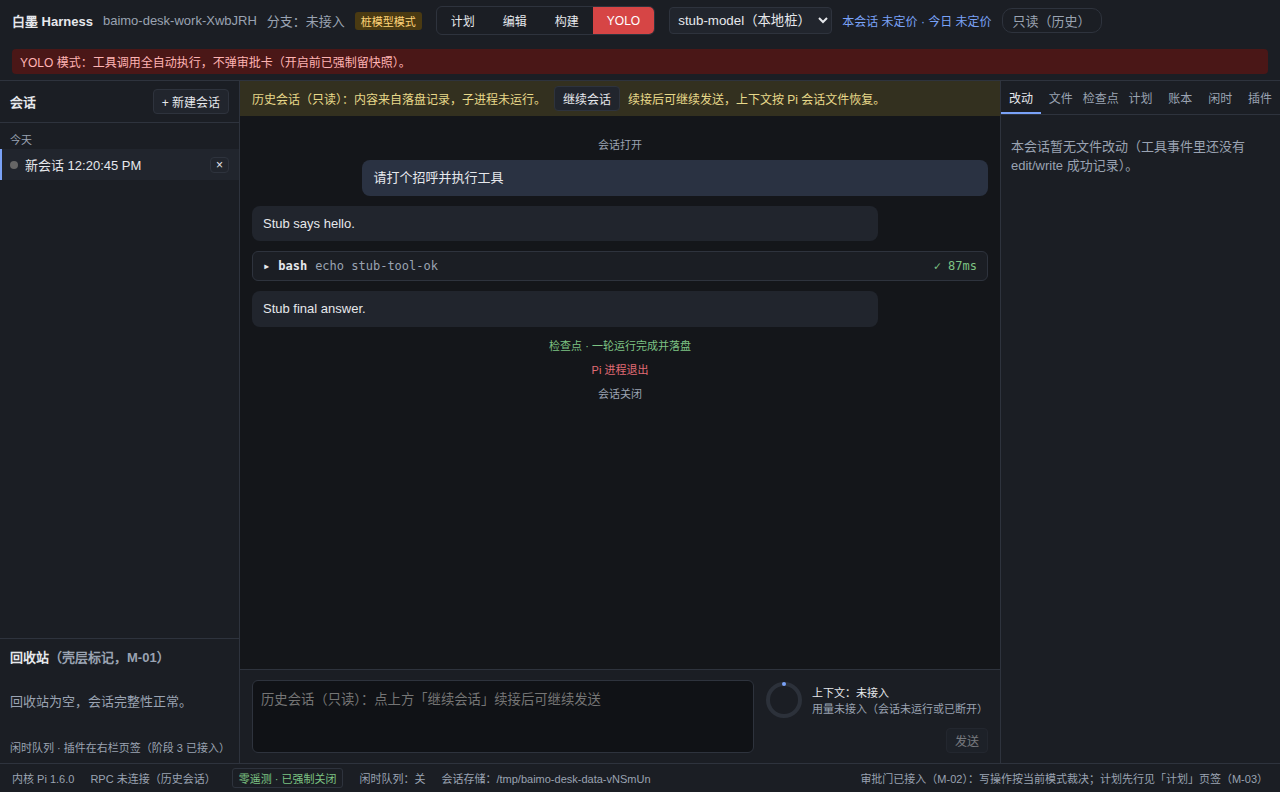 白墨 Harness baimo-desk-work-XwbJRH 分支：未接入 桩模型模式 计划 编辑 构建 YOLO stub-model（本地桩） 本会话 未定价 · 今日 未定价 只读（历史）
YOLO 模式：工具调用全自动执行，不弹审批卡（开启前已强制留快照）。
会话 + 新建会话
今天
新会话 12:20:45 PM ×
历史会话（只读）：内容来自落盘记录，子进程未运行。 继续会话 续接后可继续发送，上下文按 Pi 会话文件恢复。
会话打开
请打个招呼并执行工具
Stub says hello.
▸ bash echo stub-tool-ok ✓ 87ms
Stub final answer.
检查点 · 一轮运行完成并落盘
Pi 进程退出
会话关闭
改动 文件 检查点 计划 账本 闲时 插件
本会话暂无文件改动（工具事件里还没有
edit/write 成功记录）。
回收站（壳层标记，M-01）
回收站为空，会话完整性正常。
闲时队列 · 插件在右栏页签（阶段 3 已接入）
历史会话（只读）：点上方「继续会话」续接后可继续发送
上下文：未接入
用量未接入（会话未运行或已断开）
发送
内核 Pi 1.6.0 RPC 未连接（历史会话） 零遥测 · 已强制关闭 闲时队列：关 会话存储：/tmp/baimo-desk-data-vNSmUn 审批门已接入（M-02）：写操作按当前模式裁决；计划先行见「计划」页签（M-03）